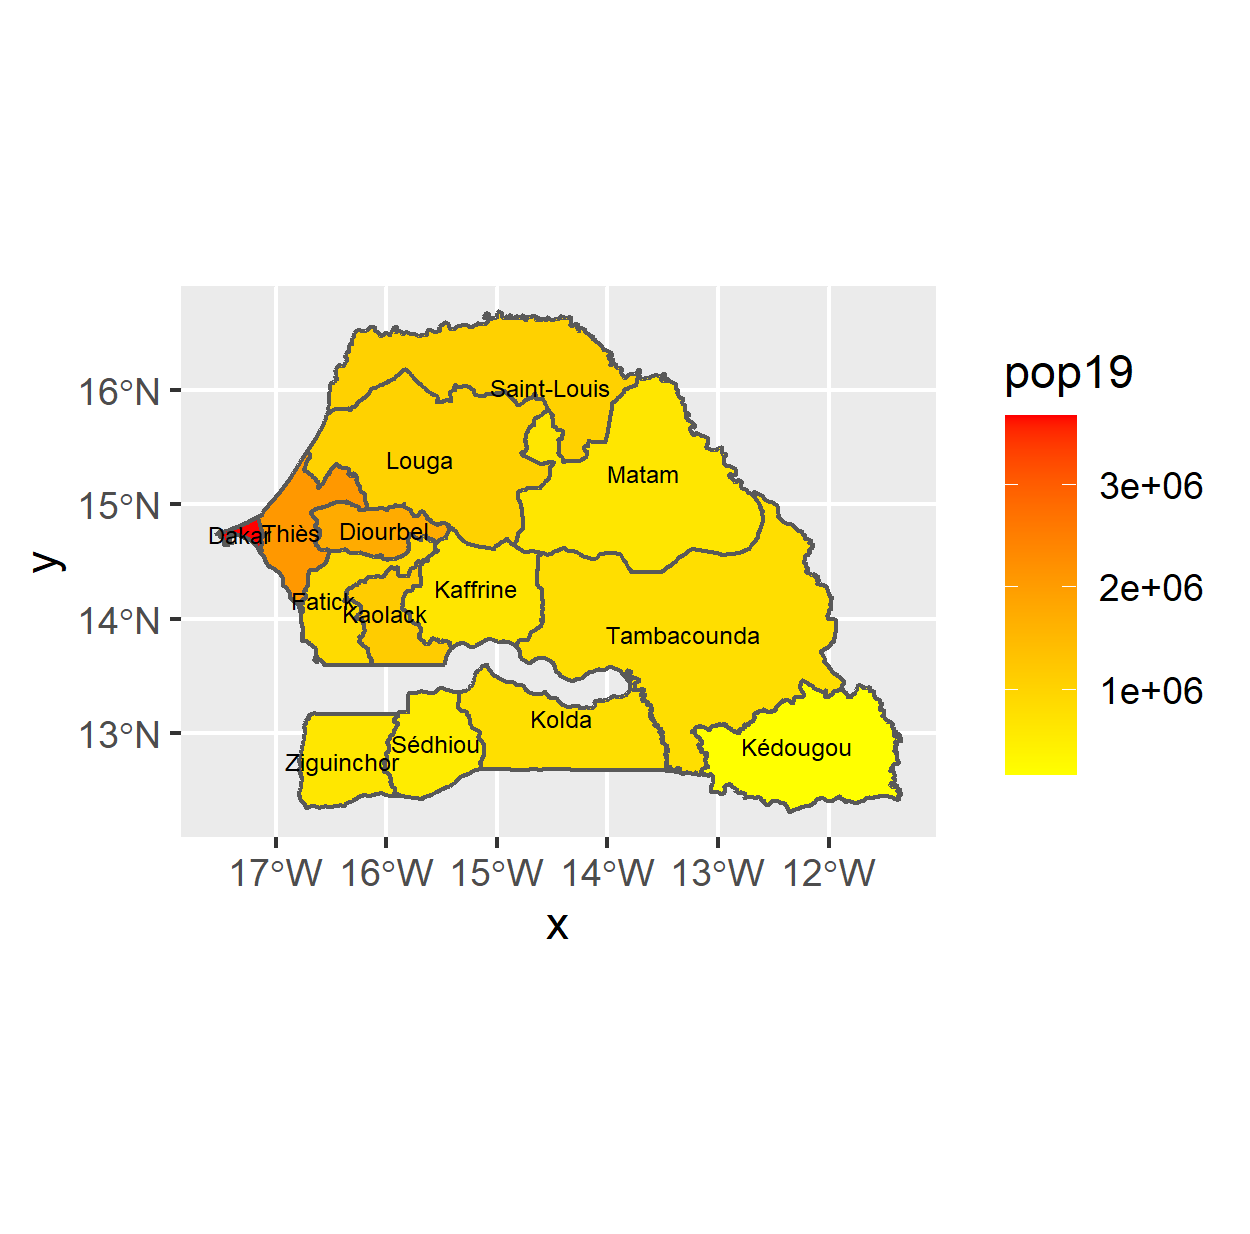 pop19
16°N
Saint-Louis
Louga
Matam
3e+06
15°N
Dakar
Thiès
Diourbel
2e+06
Kaffrine
Fatick
Kaolack
14°N
Tambacounda
1e+06
13°N
Kolda
Sédhiou
Kédougou
Ziguinchor
y
17°W 16°W 15°W 14°W 13°W 12°W
x